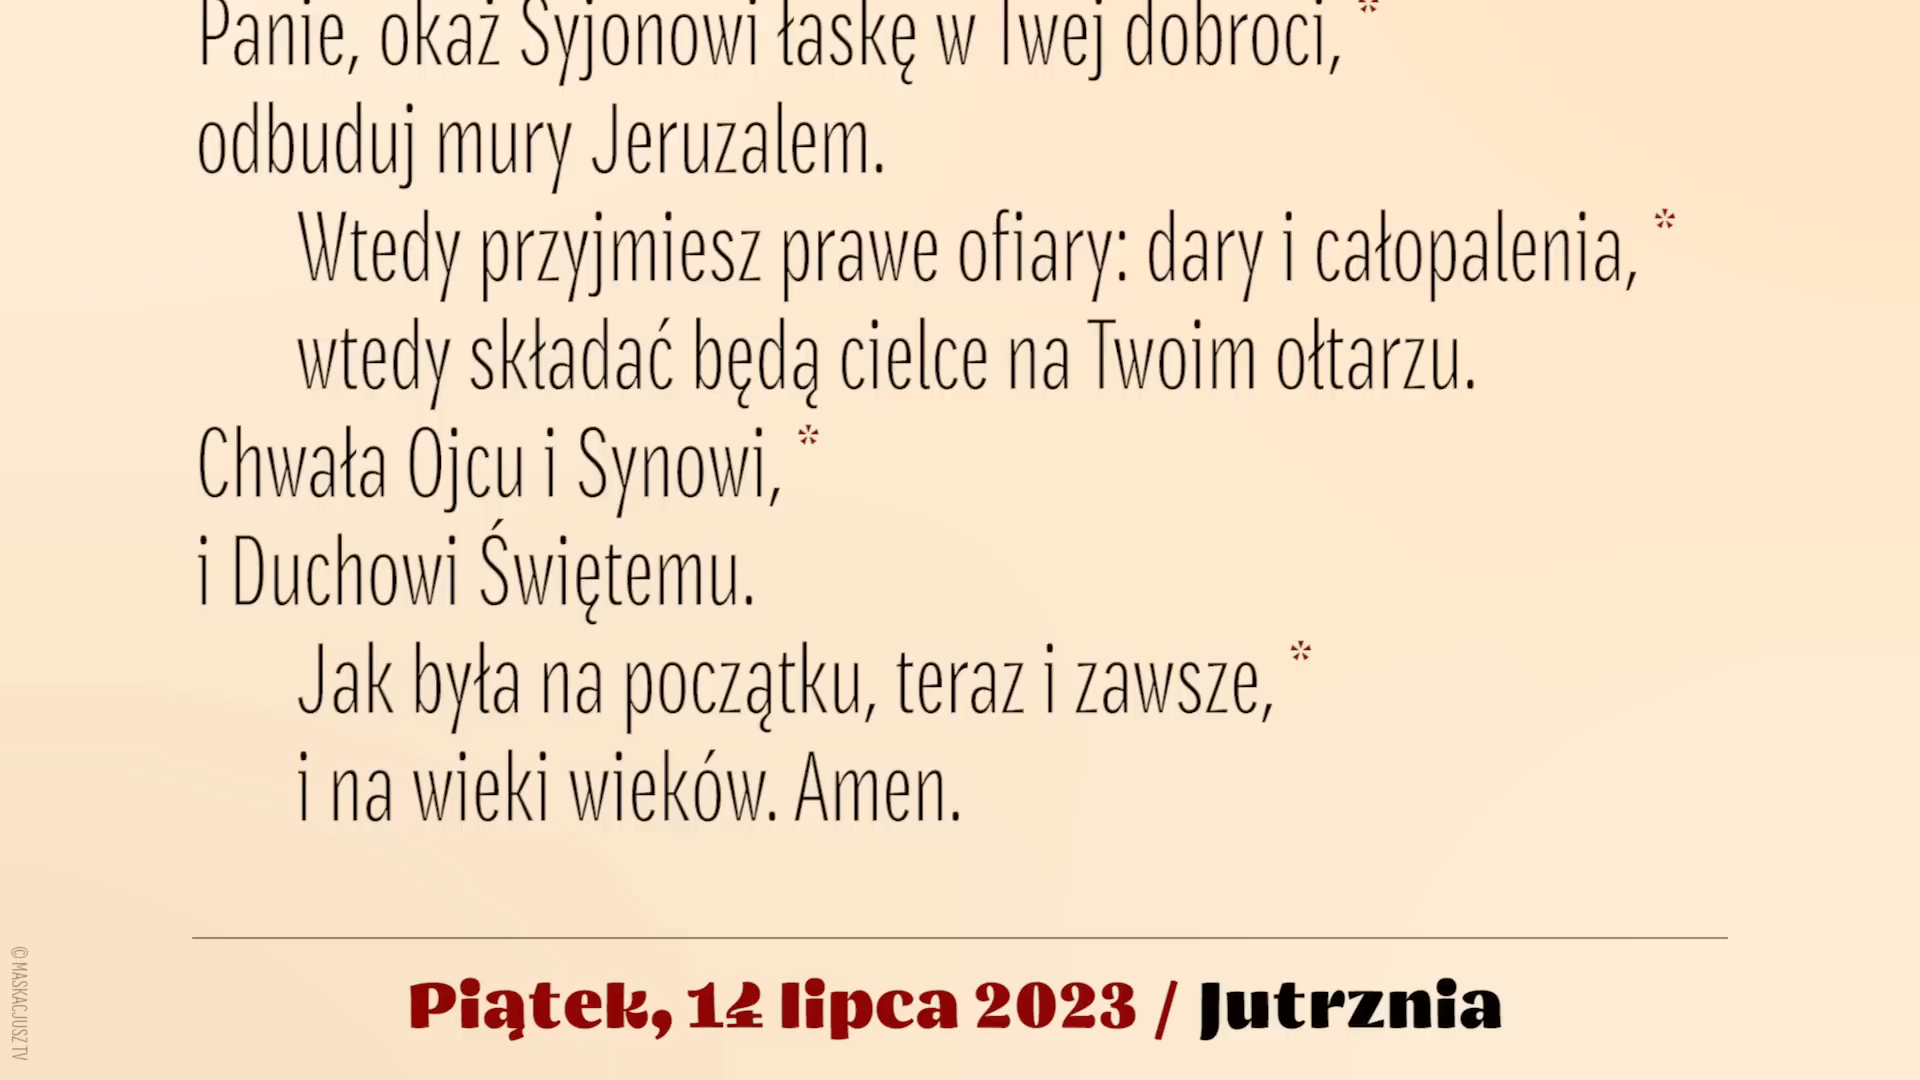 Panie, okaż Syjonowi łaskę w Twej dobroci, *
odbuduj mury Jeruzalem.
Wtedy przyjmiesz prawe ofiary: dary i całopalenia, *
wtedy składać będą cielce na Twoim ołtarzu.
Chwała Ojcu i Synowi, *
i Duchowi Świętemu.
Jak była na początku, teraz i zawsze, *
i na wieki wieków. Amen.
Piątek, 14 lipca 2023 / Jutrznia
© MASKACJUSZ TV